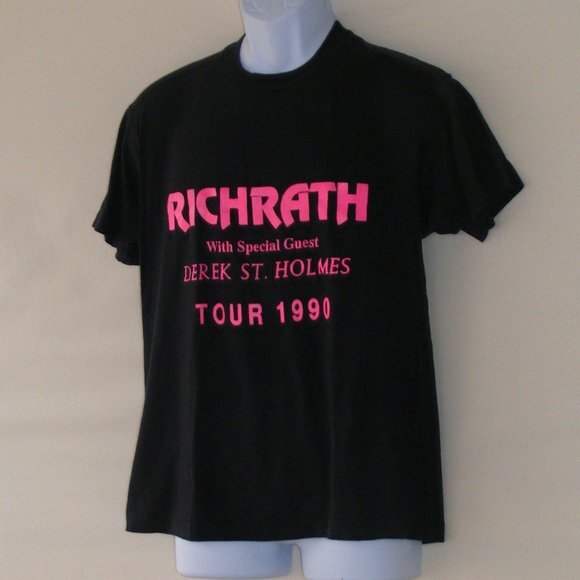 RICHRATH
With Special Guest
DEREK ST. HOLMES
TOUR 1990